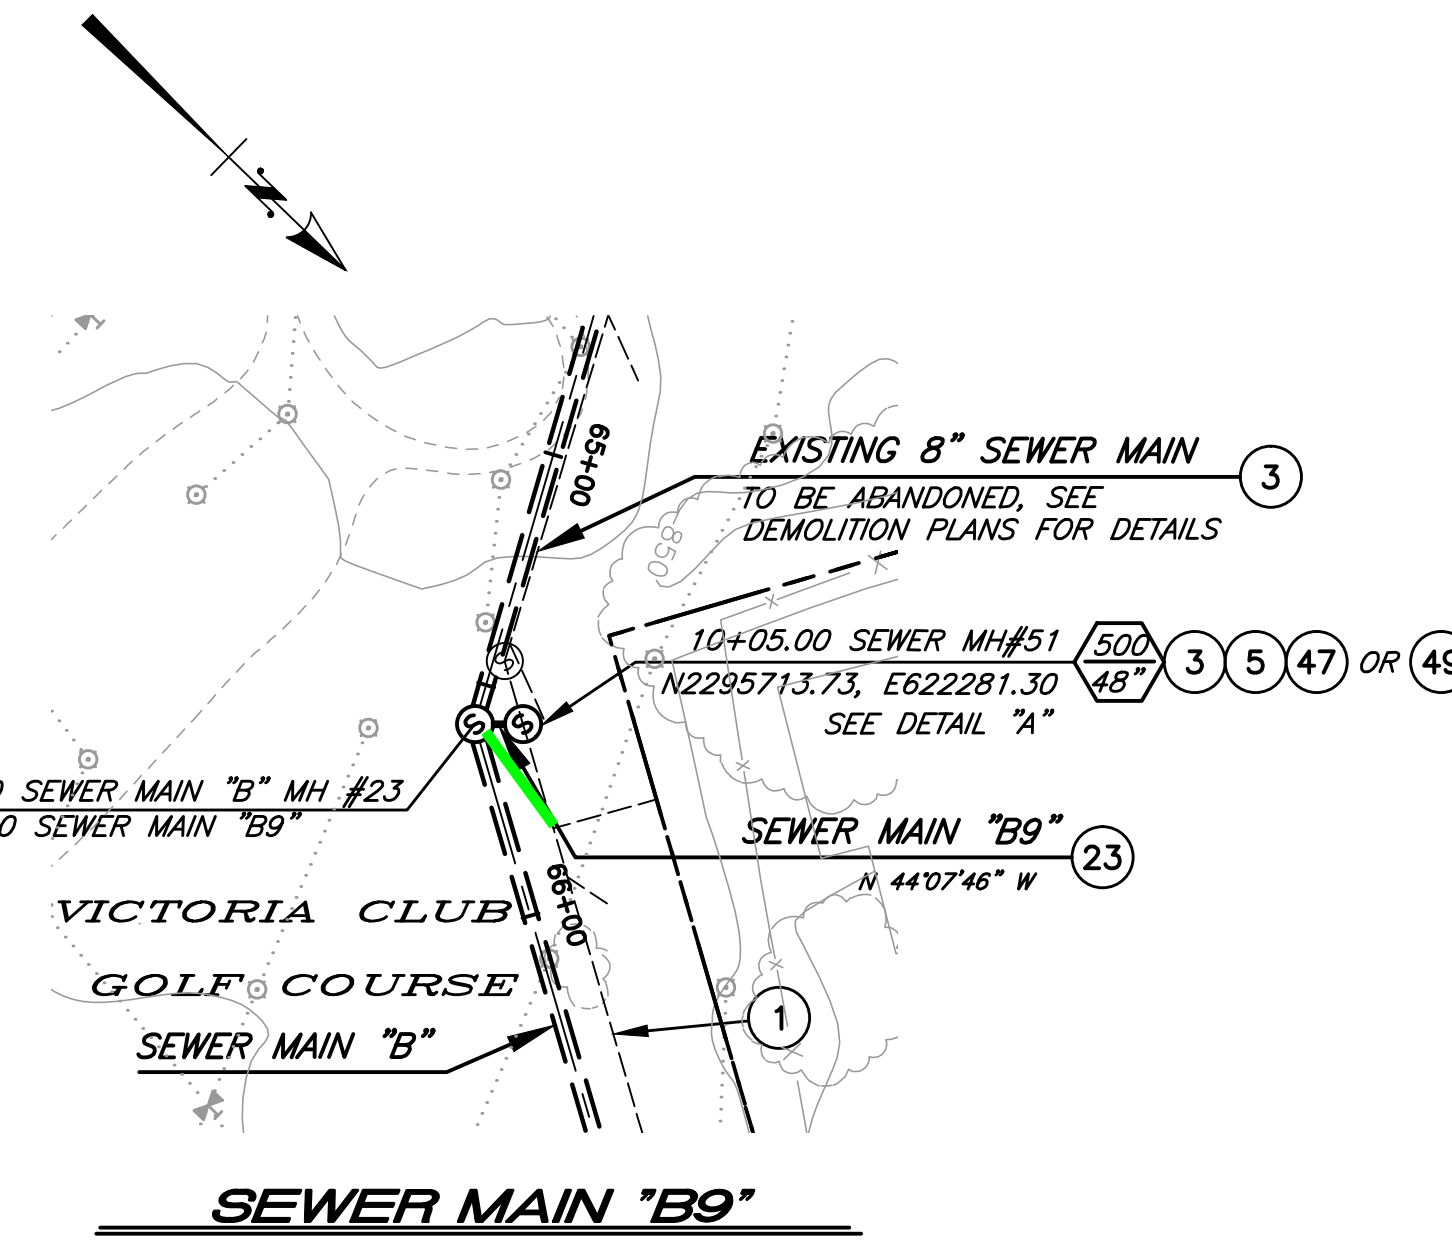 N
65+00
EXISTING 8" SEWER MAIN
3
TO BE ABANDONED, SEE
DEMOLITION PLANS FOR DETAILS
850
10+05.00 SEWER MH#51
500
48"
3 5 47 OR 49
N2295713.73, E622281.30
SEE DETAIL "A"
S
S S
0 SEWER MAIN "B" MH #23
0 SEWER MAIN "B9"
SEWER MAIN "B9"
23
N 44°07'46" W
66+00
VICTORIA CLUB
GOLF COURSE
1
SEWER MAIN "B"
SEWER MAIN "B9"